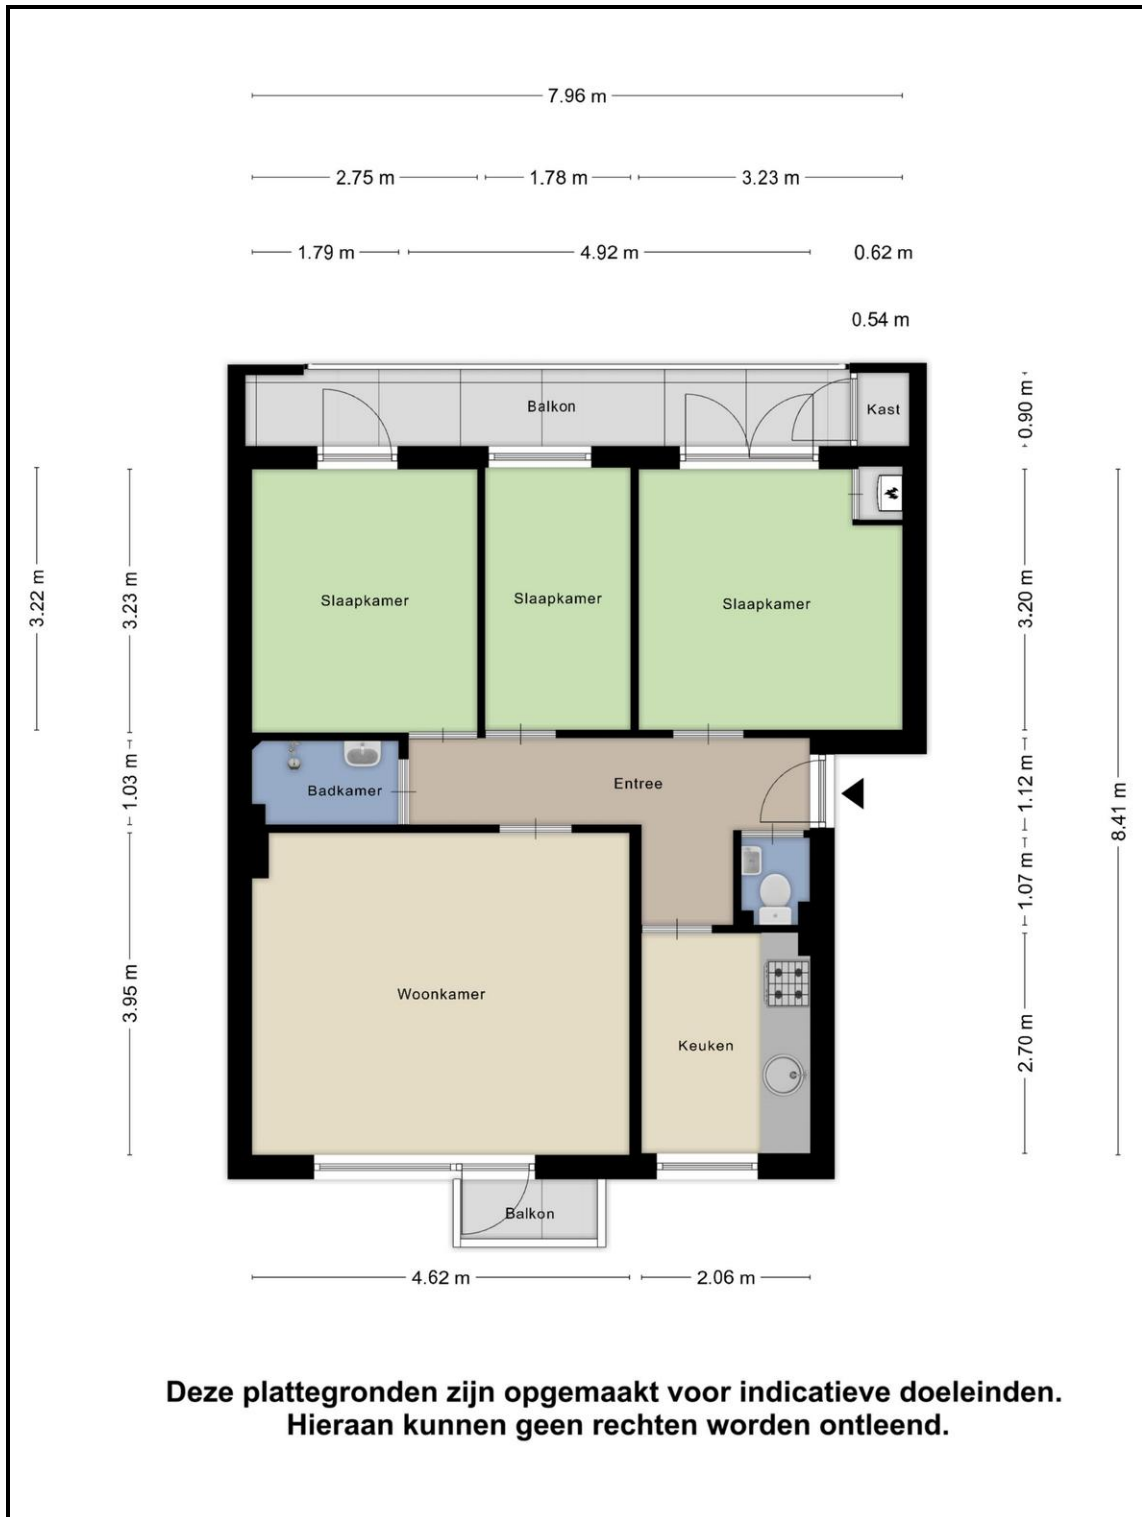 7.96 m
2.75 m
1.78 m
3.23 m
1.79 m
4.92 m
0.62 m
0.54 m
Balkon
Kast
0.90 m
3.22 m
3.23 m
Slaapkamer
Slaapkamer
Slaapkamer
3.20 m
1.03 m
Badkamer
Entree
1.12 m
8.41 m
1.07 m
3.95 m
Woonkamer
Keuken
2.70 m
Balkon
4.62 m
2.06 m
Deze plattegronden zijn opgemaakt voor indicatieve doeleinden.
Hieraan kunnen geen rechten worden ontleend.